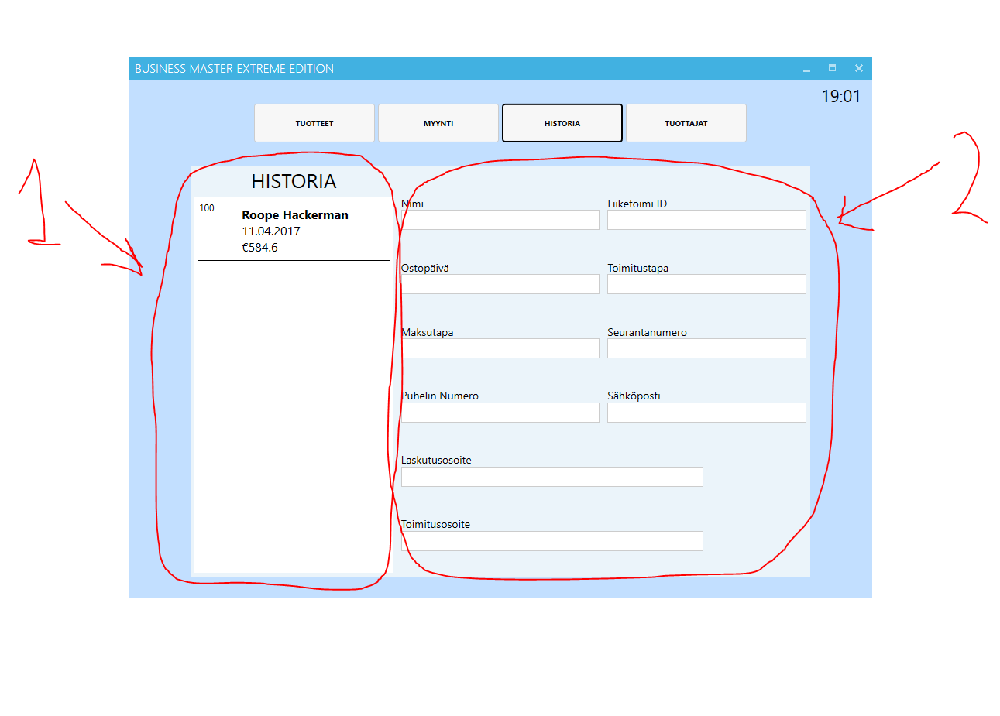 BUSINESS MASTER EXTREME EDITION
19:01
TUOTTEET MYYNTI HISTORIA TUOTTAJAT
1
2
HISTORIA
100
Roope Hackerman
11.04.2017
€584.6
Nimi Liiketoimi ID
Ostopäivä Toimitustapa
Maksutapa Seurantanumero
Puhelin Numero Sähköposti
Laskutusosoite
Toimitusosoite